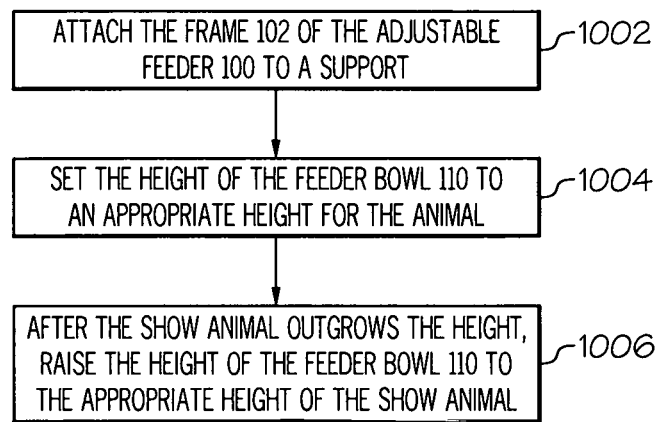 ATTACH THE FRAME 102 OF THE ADJUSTABLE
FEEDER 100 TO A SUPPORT
1002
SET THE HEIGHT OF THE FEEDER BOWL 110 TO
AN APPROPRIATE HEIGHT FOR THE ANIMAL
1004
AFTER THE SHOW ANIMAL OUTGROWS THE HEIGHT,
RAISE THE HEIGHT OF THE FEEDER BOWL 110 TO
THE APPROPRIATE HEIGHT OF THE SHOW ANIMAL
1006